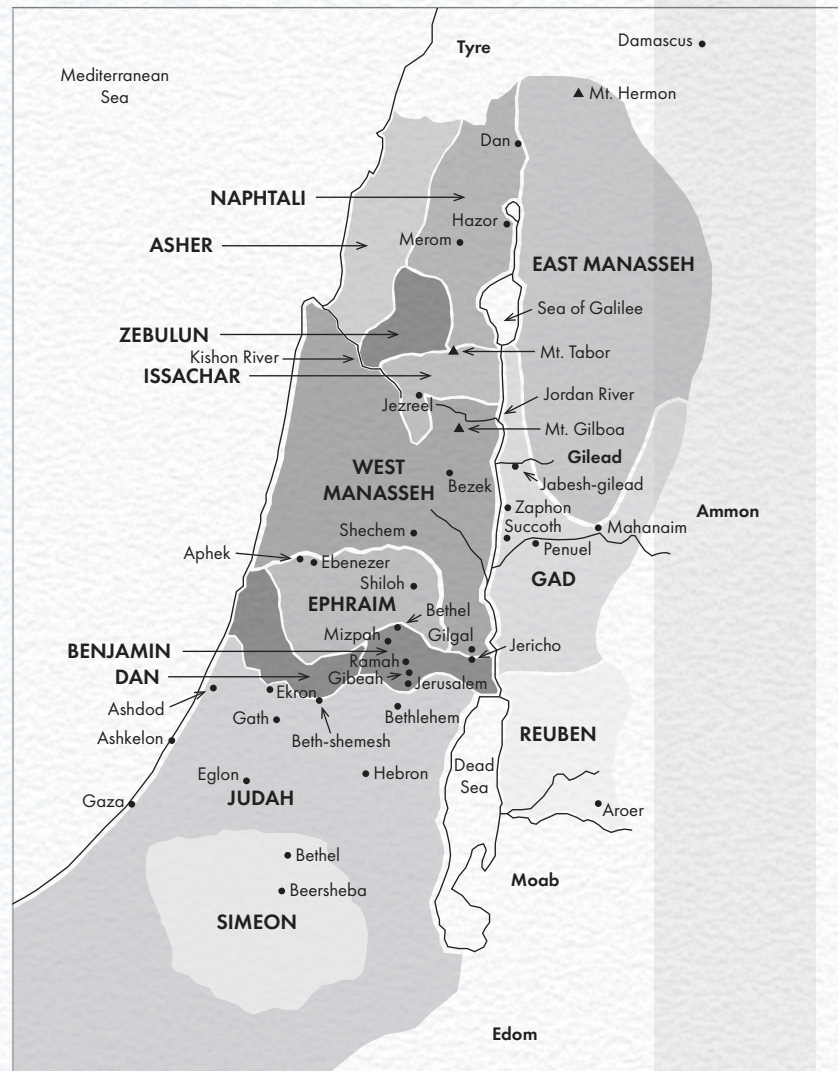 Tyre
Damascus
Mediterranean
Sea
Mt. Hermon
Dan
NAPHTALI
Hazor
ASHER
Merom
EAST MANASSEH
Sea of Galilee
ZEBULUN
Kishon River
Mt. Tabor
ISSACHAR
Jordan River
Jezreel
Mt. Gilboa
Gilead
WEST
MANASSEH
Bezek
Jabesh-gilead
Zaphon
Ammon
Succoth
Mahanaim
Shechem
Penuel
Aphek
Ebenezer
GAD
Shiloh
EPHRAIM
Bethel
Mizpah
Gilgal
Jericho
BENJAMIN
Ramah
DAN
Gibeah
Jerusalem
Ekron
Ashdod
Gath
Bethlehem
Beth-shemesh
REUBEN
Ashkelon
Dead
Sea
Eglon
Hebron
JUDAH
Gaza
Aroer
Bethel
Moab
Beersheba
SIMEON
Edom